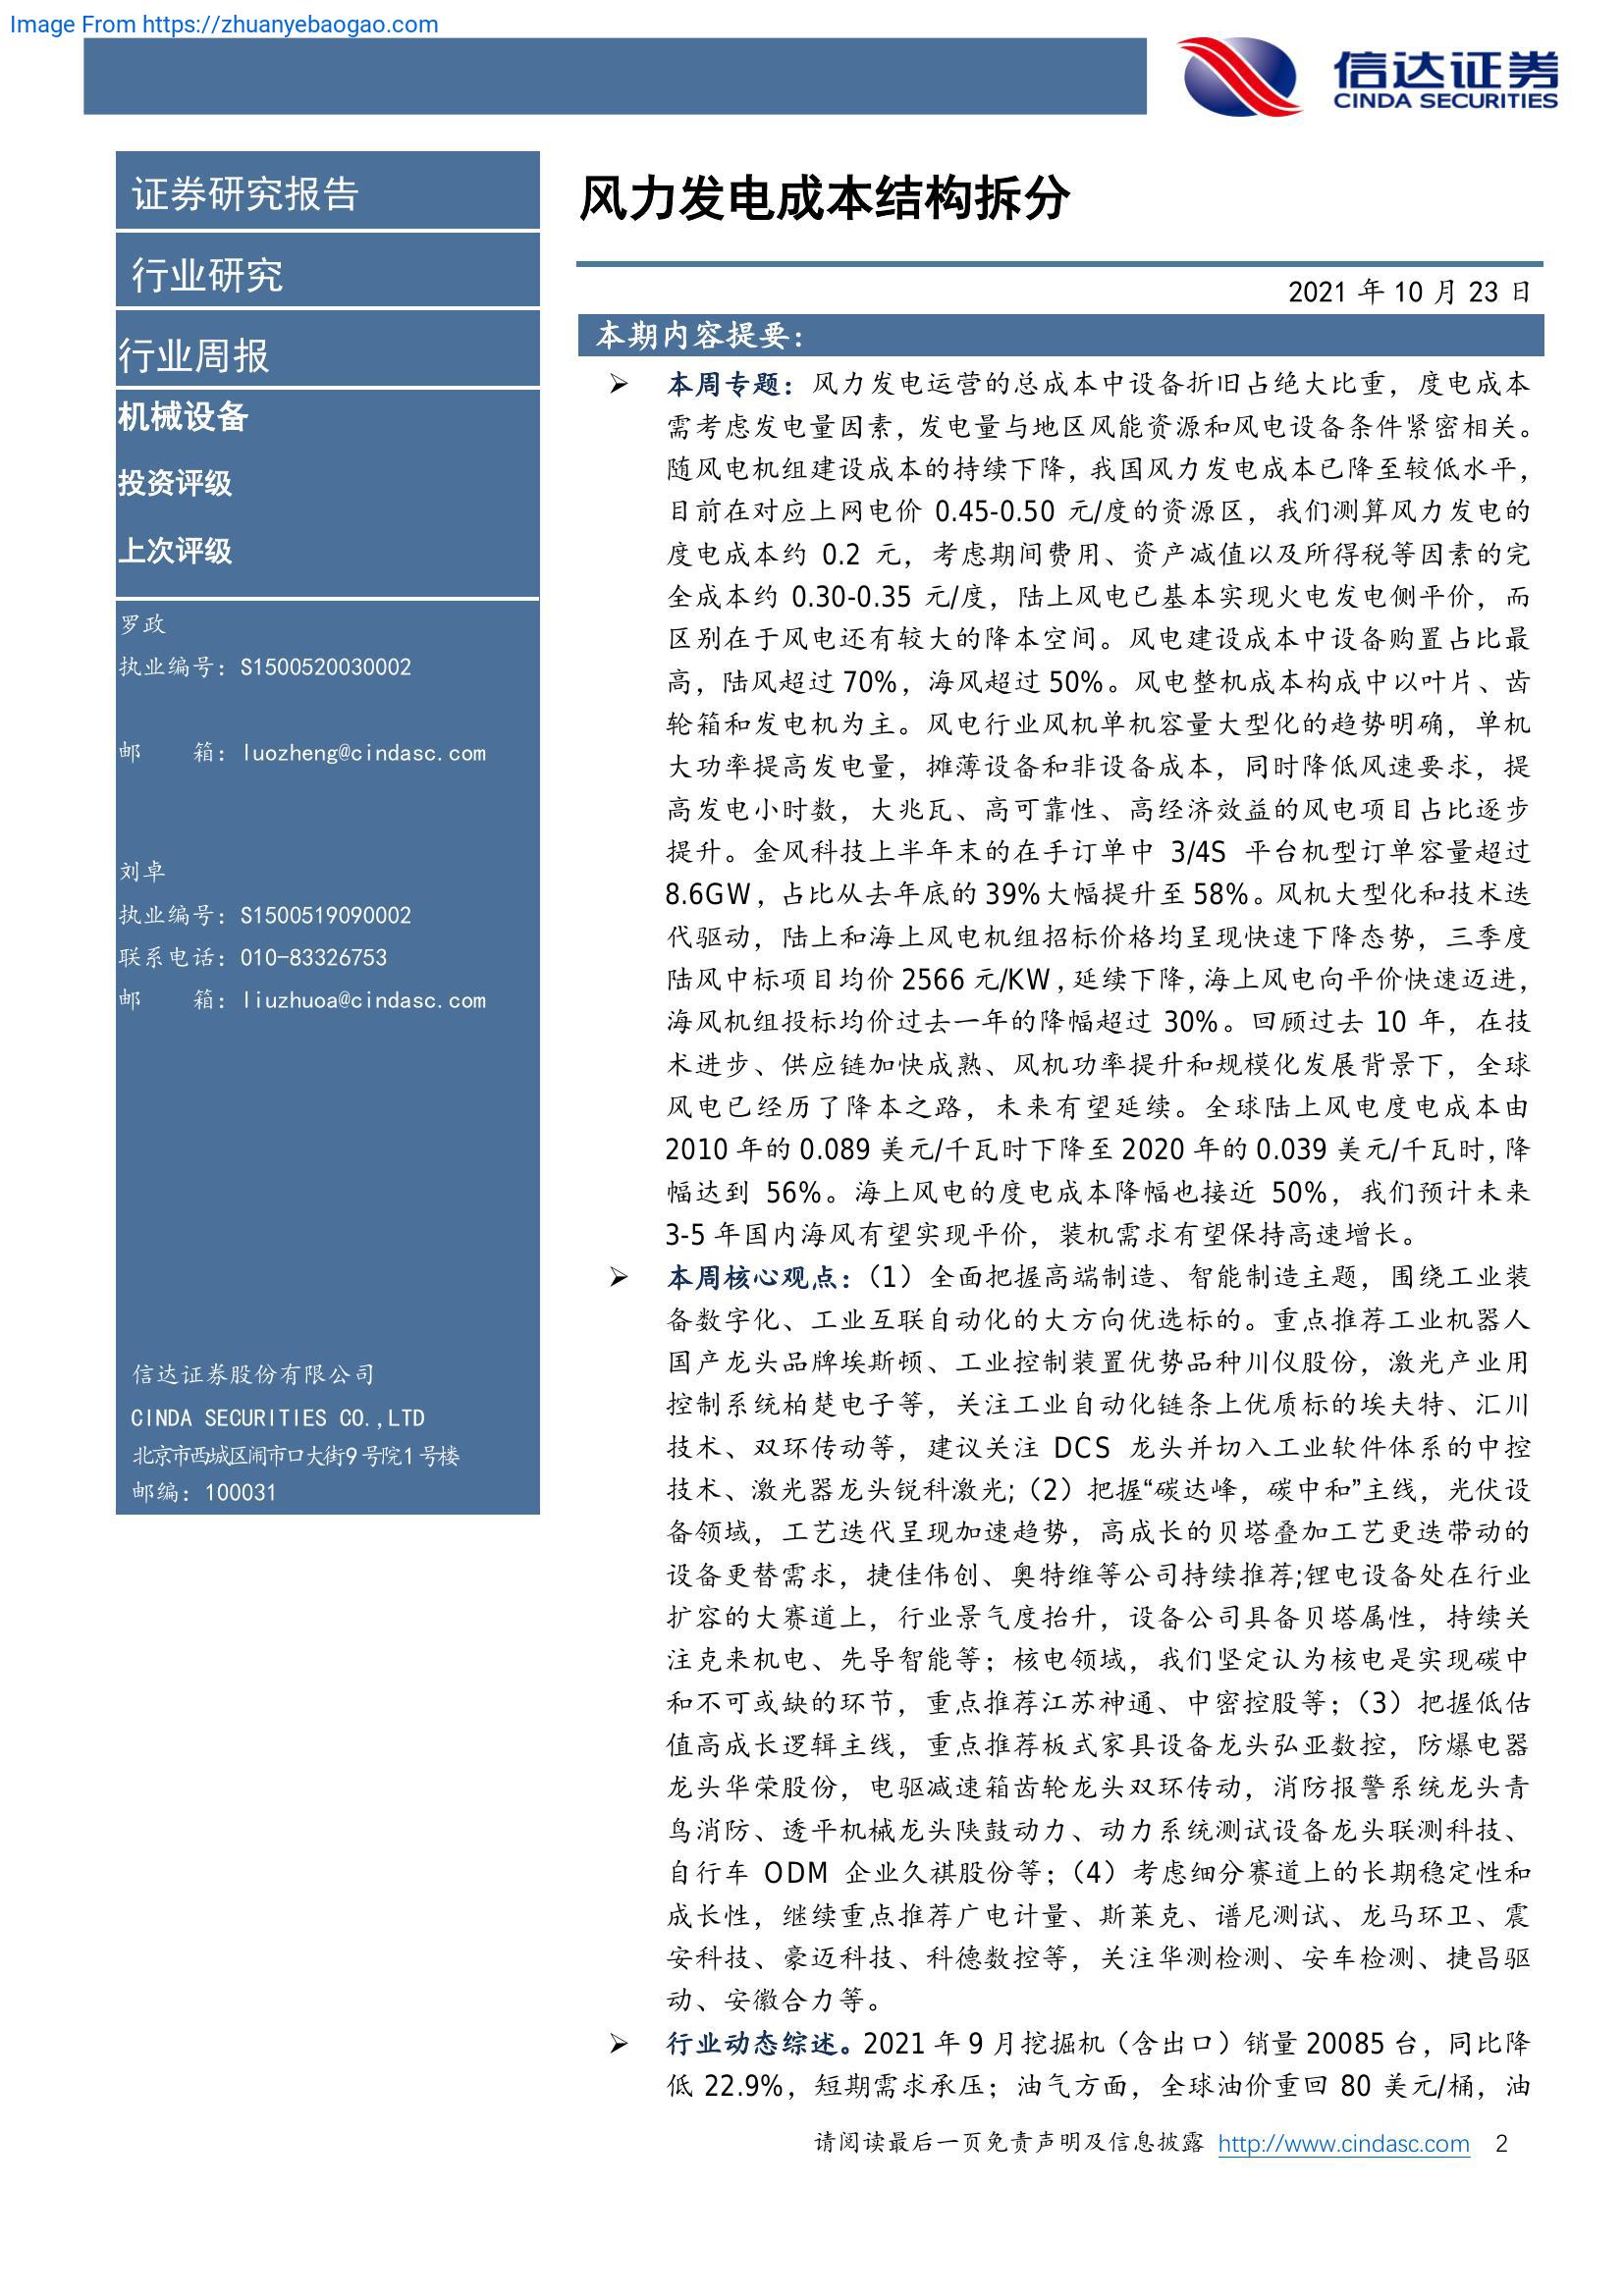 Image From https://zhuanyebaogao.com
信达证券
CINDA SECURITIES
证券研究报告
行业研究
行业周报
机械设备
投资评级
上次评级
罗政
执业编号：S1500520030002
邮 箱：luozheng@cindasc.com
刘卓
执业编号：S1500519090002
联系电话：010-83326753
邮 箱：liuzhuoa@cindasc.com
信达证券股份有限公司
CINDA SECURITIES CO.,LTD
北京市西城区闹市口大街9号院1号楼
邮编：100031
风力发电成本结构拆分
2021 年 10 月 23 日
本期内容提要：
➢ 本周专题：风力发电运营的总成本中设备折旧占绝大比重，度电成本
需考虑发电量因素，发电量与地区风能资源和风电设备条件紧密相关。
随风电机组建设成本的持续下降，我国风力发电成本已降至较低水平，
目前在对应上网电价 0.45-0.50 元/度的资源区，我们测算风力发电的
度电成本约 0.2 元，考虑期间费用、资产减值以及所得税等因素的完
全成本约 0.30-0.35 元/度，陆上风电已基本实现火电发电侧平价，而
区别在于风电还有较大的降本空间。风电建设成本中设备购置占比最
高，陆风超过 70%，海风超过 50%。风电整机成本构成中以叶片、齿
轮箱和发电机为主。风电行业风机单机容量大型化的趋势明确，单机
大功率提高发电量，摊薄设备和非设备成本，同时降低风速要求，提
高发电小时数，大兆瓦、高可靠性、高经济效益的风电项目占比逐步
提升。金风科技上半年末的在手订单中 3/4S 平台机型订单容量超过
8.6GW，占比从去年底的 39%大幅提升至 58%。风机大型化和技术迭
代驱动，陆上和海上风电机组招标价格均呈现快速下降态势，三季度
陆风中标项目均价 2566 元/KW，延续下降，海上风电向平价快速迈进，
海风机组投标均价过去一年的降幅超过 30%。回顾过去 10 年，在技
术进步、供应链加快成熟、风机功率提升和规模化发展背景下，全球
风电已经历了降本之路，未来有望延续。全球陆上风电度电成本由
2010 年的 0.089 美元/千瓦时下降至 2020 年的 0.039 美元/千瓦时，降
幅达到 56%。海上风电的度电成本降幅也接近 50%，我们预计未来
3-5 年国内海风有望实现平价，装机需求有望保持高速增长。
➢ 本周核心观点：（1）全面把握高端制造、智能制造主题，围绕工业装
备数字化、工业互联自动化的大方向优选标的。重点推荐工业机器人
国产龙头品牌埃斯顿、工业控制装置优势品种川仪股份，激光产业用
控制系统柏楚电子等，关注工业自动化链条上优质标的埃夫特、汇川
技术、双环传动等，建议关注 DCS 龙头并切入工业软件体系的中控
技术、激光器龙头锐科激光;（2）把握“碳达峰，碳中和”主线，光伏设
备领域，工艺迭代呈现加速趋势，高成长的贝塔叠加工艺更迭带动的
设备更替需求，捷佳伟创、奥特维等公司持续推荐;锂电设备处在行业
扩容的大赛道上，行业景气度抬升，设备公司具备贝塔属性，持续关
注克来机电、先导智能等；核电领域，我们坚定认为核电是实现碳中
和不可或缺的环节，重点推荐江苏神通、中密控股等；（3）把握低估
值高成长逻辑主线，重点推荐板式家具设备龙头弘亚数控，防爆电器
龙头华荣股份，电驱减速箱齿轮龙头双环传动，消防报警系统龙头青
鸟消防、透平机械龙头陕鼓动力、动力系统测试设备龙头联测科技、
自行车 ODM 企业久祺股份等；（4）考虑细分赛道上的长期稳定性和
成长性，继续重点推荐广电计量、斯莱克、谱尼测试、龙马环卫、震
安科技、豪迈科技、科德数控等，关注华测检测、安车检测、捷昌驱
动、安徽合力等。
➢ 行业动态综述。2021 年 9 月挖掘机（含出口）销量 20085 台，同比降
低 22.9%，短期需求承压；油气方面，全球油价重回 80 美元/桶，油
请阅读最后一页免责声明及信息披露 http://www.cindasc.com 2